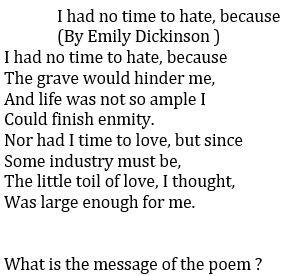 I had no time to hate, because
(By Emily Dickinson )
I had no time to hate, because
The grave would hinder me,
And life was not so ample I
Could finish enmity.
Nor had I time to love, but since
Some industry must be,
The little toil of love, I thought,
Was large enough for me.
What is the message of the poem ?